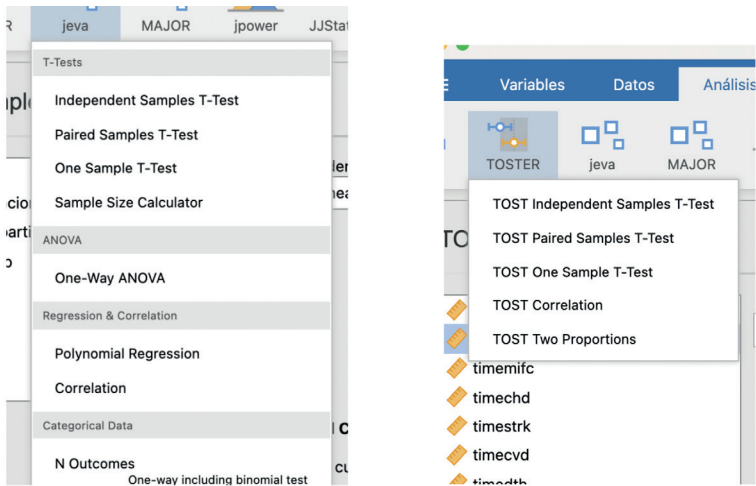 jeva MAJOR jpower JJStat
T-Tests
Independent Samples T-Test
Paired Samples T-Test
One Sample T-Test
Sample Size Calculator
ANOVA
One-Way ANOVA
Regression & Correlation
Polynomial Regression
Correlation
Categorical Data
N Outcomes
One-way including binomial test
Variables Datos Análisis
TOSTER jeva MAJOR
TOST Independent Samples T-Test
TOST Paired Samples T-Test
TOST One Sample T-Test
TOST Correlation
TOST Two Proportions
timemifc
timechd
timestrk
timecvd
timedth